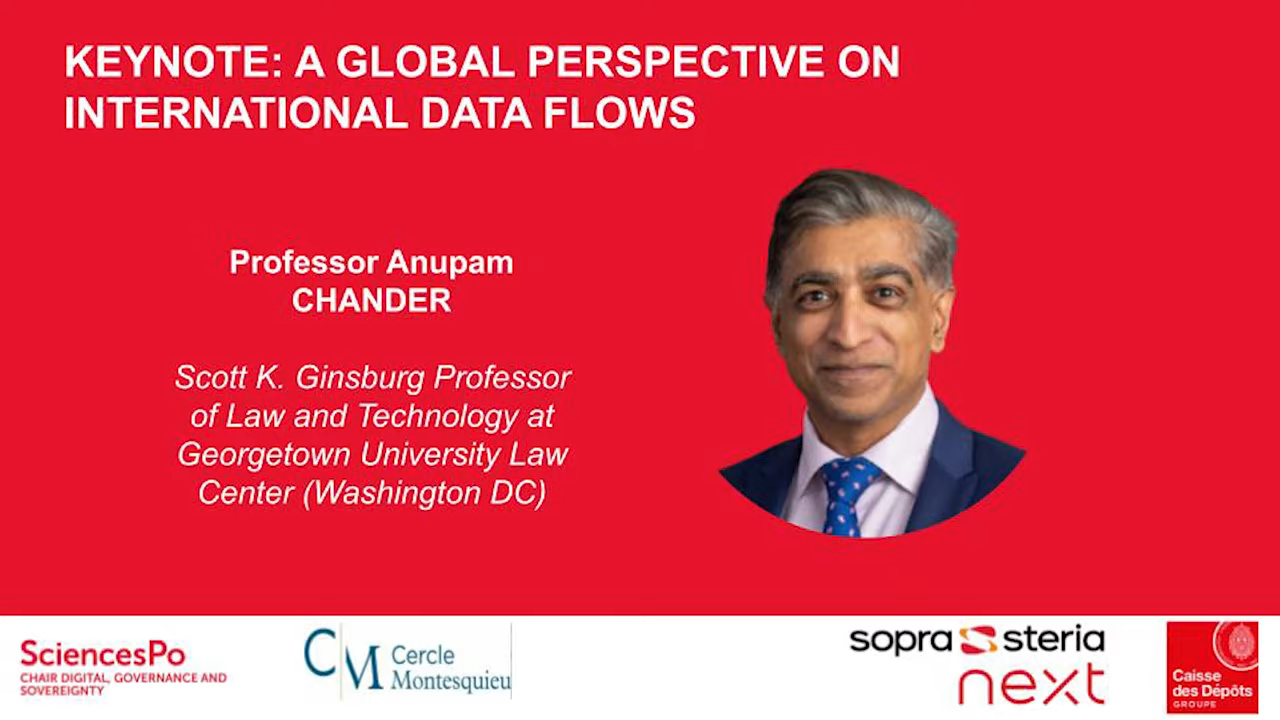 KEYNOTE: A GLOBAL PERSPECTIVE ON
INTERNATIONAL DATA FLOWS
Professor Anupam
CHANDER
Scott K. Ginsburg Professor
of Law and Technology at
Georgetown University Law
Center (Washington DC)
SciencesPo
CHAIR DIGITAL, GOVERNANCE AND
SOVEREIGNTY
CM Cercle
Montesquieu
sopra steria
next
Caisse
des Dépôts
GROUPE